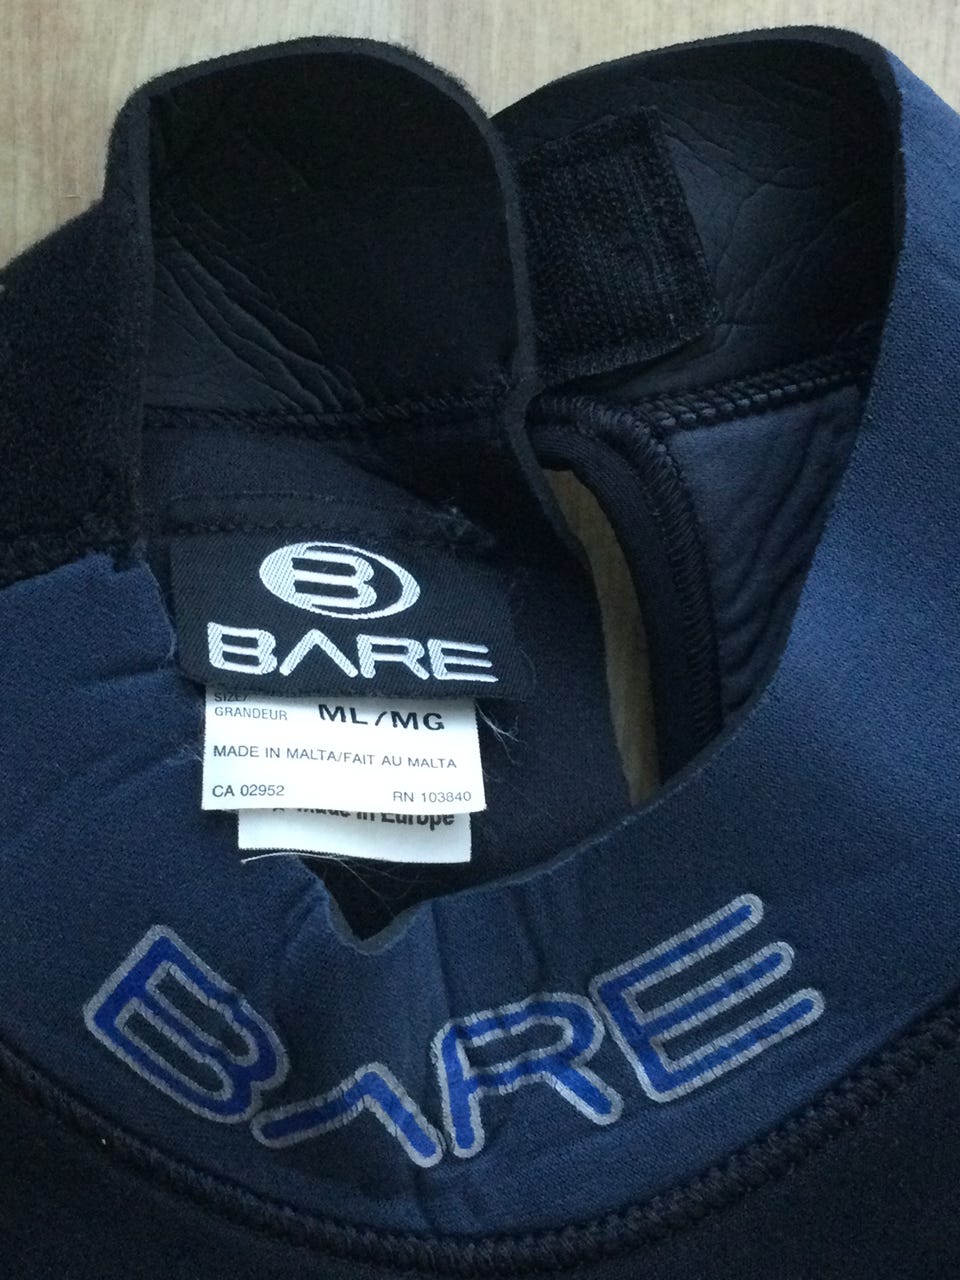 B
BARE
SIZE/
GRANDEUR ML/MG
MADE IN MALTA/FAIT AU MALTA
CA 02952 RN 103840
made in Europe
BARE